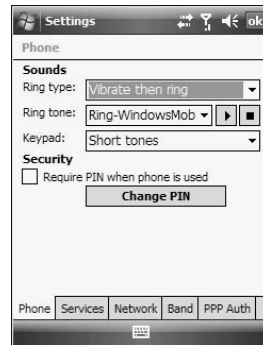 Settings ok
Phone
Sounds
Ring type: Vibrate then ring
Ring tone: Ring-WindowsMob
Keypad: Short tones
Security
Require PIN when phone is used
Change PIN
Phone Services Network Band PPP Auth